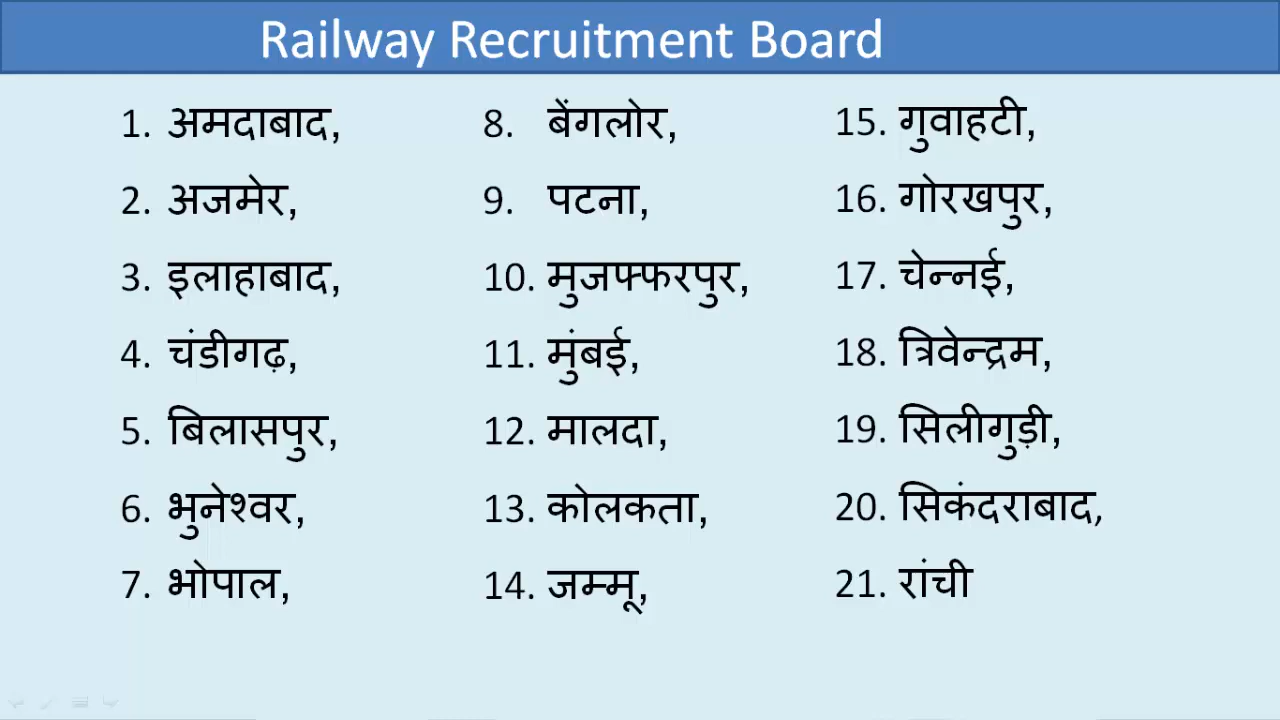 Railway Recruitment Board
1. अमदाबाद,
2. अजमेर,
3. इलाहाबाद,
4. चंडीगढ़,
5. बिलासपुर,
6. भुनेश्वर,
7. भोपाल,
8. बेंगलोर,
9. पटना,
10. मुजफ्फरपुर,
11. मुंबई,
12. मालदा,
13. कोलकता,
14. जम्मू,
15. गुवाहटी,
16. गोरखपुर,
17. चेन्नई,
18. त्रिवेन्द्रम,
19. सिलीगुड़ी,
20. सिकंदराबाद,
21. रांची